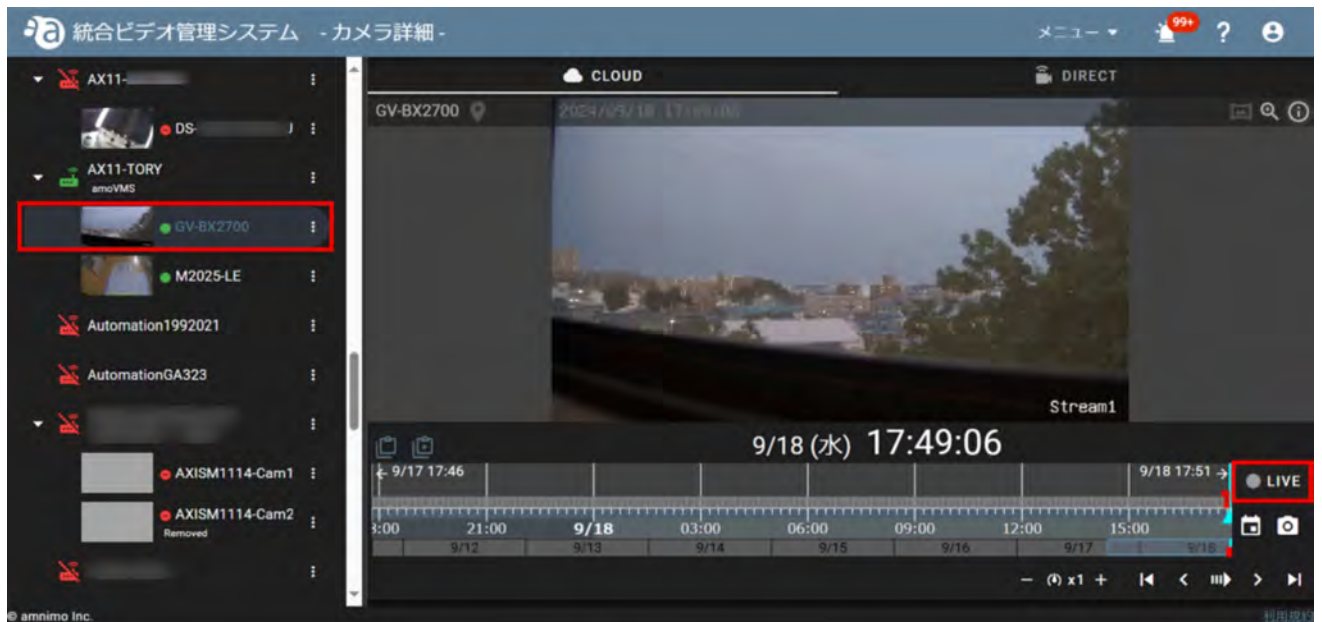 統合ビデオ管理システム - カメラ詳細 -
メニュー
99+
?
AX11-
DS-
AX11-TORY
amoVMS
GV-BX2700
M2025-LE
Automation1992021
AutomationGA323
AXISM1114-Cam1
AXISM1114-Cam2
Removed
CLOUD
DIRECT
GV-BX2700
Stream1
9/18 (水) 17:49:06
← 9/17 17:46
9/18 17:51 →
LIVE
21:00 9/18 03:00 06:00 09:00 12:00 15:00
9/12 9/13 9/14 9/15 9/16 9/17 9/18
− x1 +
© amnimo Inc.
利用規約